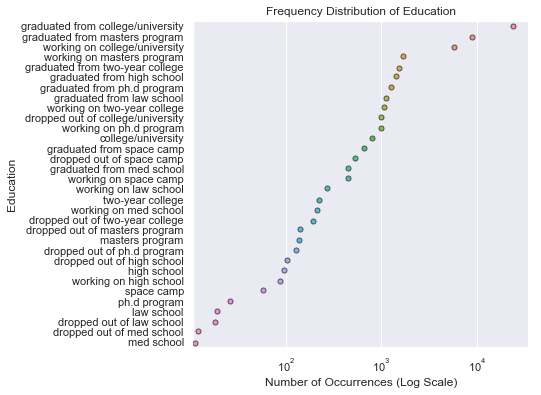 Frequency Distribution of Education
graduated from college/university
graduated from masters program
working on college/university
working on masters program
graduated from two-year college
graduated from high school
graduated from ph.d program
graduated from law school
working on two-year college
dropped out of college/university
working on ph.d program
college/university
graduated from space camp
dropped out of space camp
graduated from med school
working on space camp
working on law school
two-year college
working on med school
dropped out of two-year college
dropped out of masters program
masters program
dropped out of ph.d program
dropped out of high school
high school
working on high school
space camp
ph.d program
law school
dropped out of law school
dropped out of med school
med school
Education
10² 10³ 10⁴
Number of Occurrences (Log Scale)